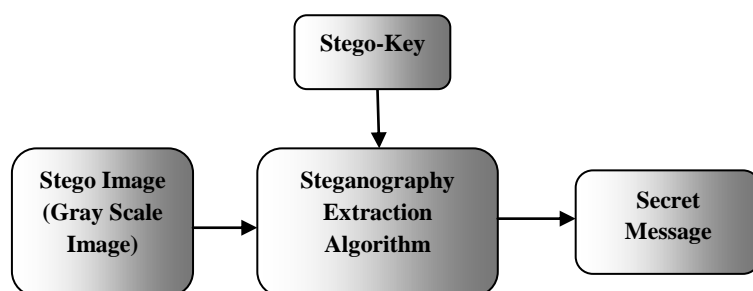 Stego-Key
Stego Image
(Gray Scale
Image)
Steganography
Extraction
Algorithm
Secret
Message